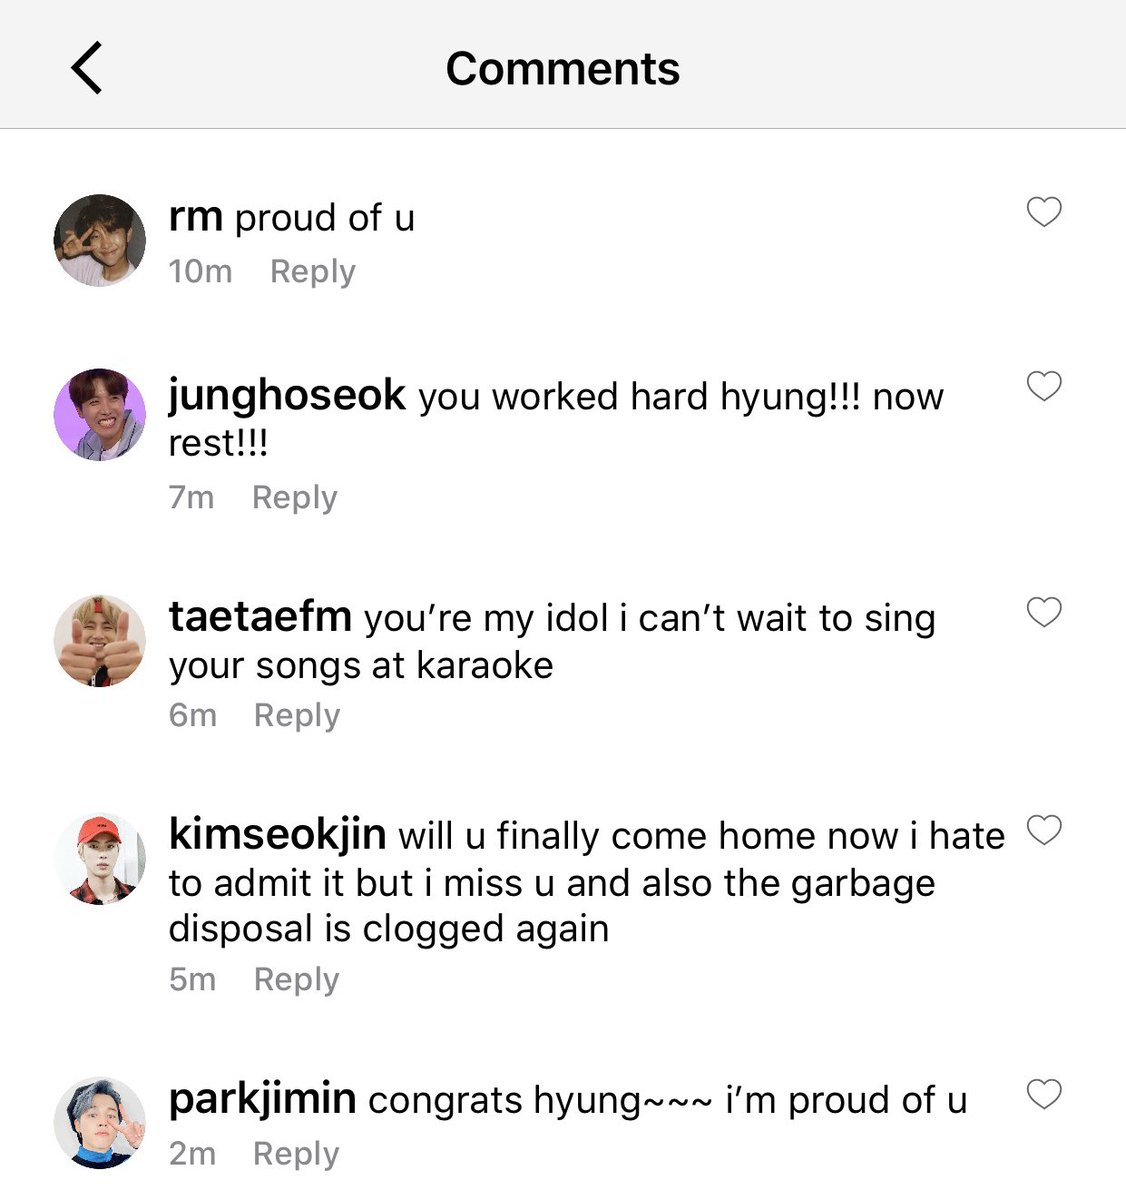 Comments
rm proud of u
10m Reply
junghoseok you worked hard hyung!!! now
rest!!!
7m Reply
taetaefm you’re my idol i can’t wait to sing
your songs at karaoke
6m Reply
kimseokjin will u finally come home now i hate
to admit it but i miss u and also the garbage
disposal is clogged again
5m Reply
parkjimin congrats hyung~~~ i’m proud of u
2m Reply